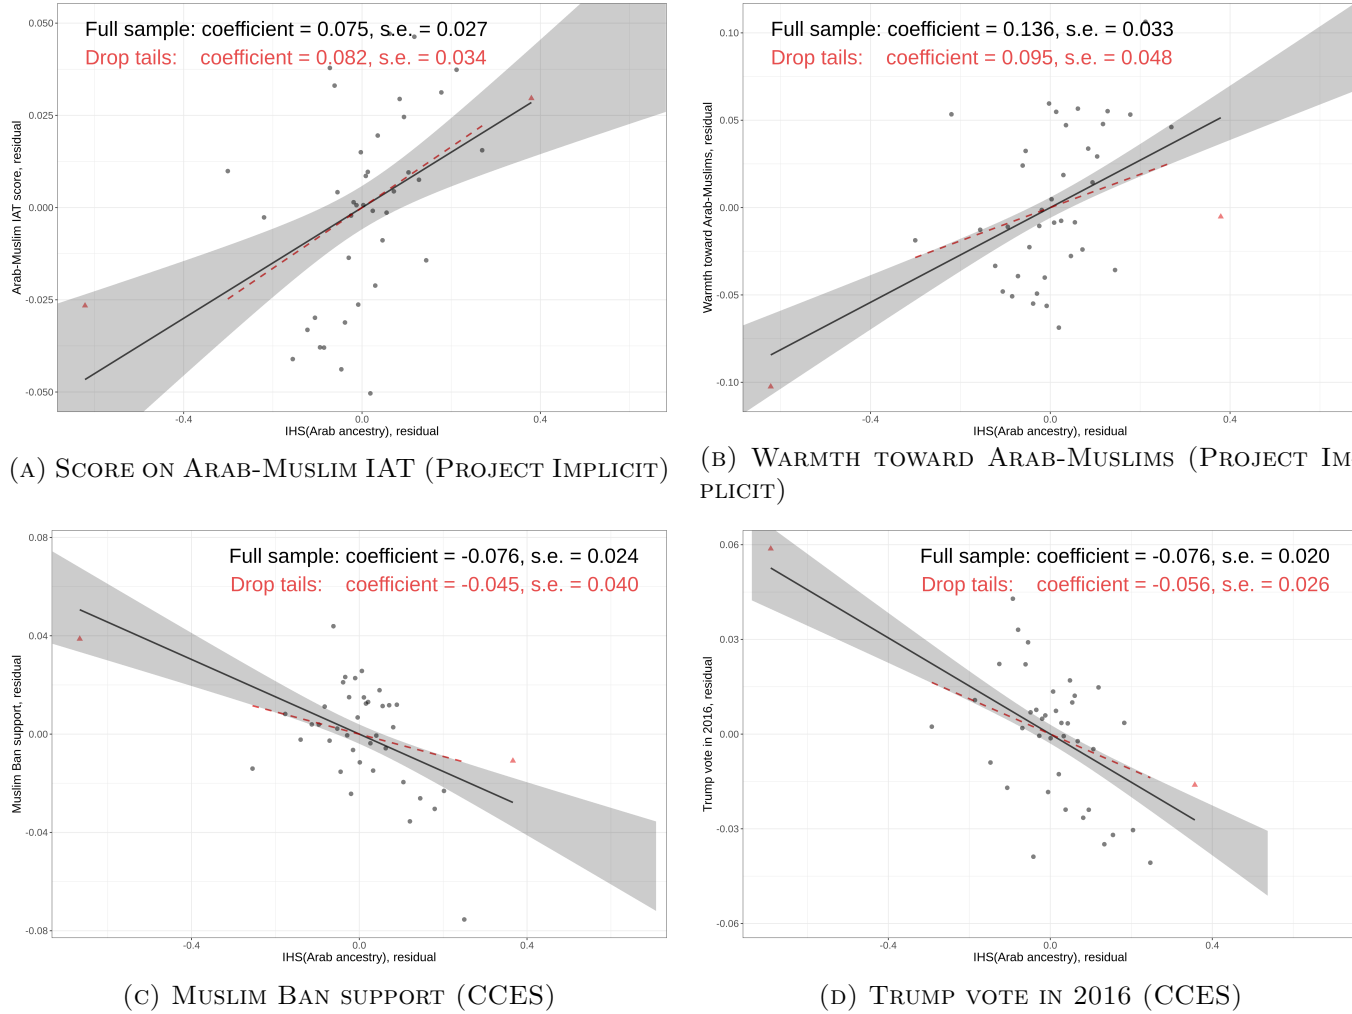 Full sample: coefficient = 0.075, s.e. = 0.027
Drop tails: coefficient = 0.082, s.e. = 0.034
0.050
0.025
0.000
-0.025
-0.050
Arab-Muslim IAT score, residual
-0.4
0.0
0.4
IHS(Arab ancestry), residual
(A) Score on Arab-Muslim IAT (Project Implicit)
Full sample: coefficient = 0.136, s.e. = 0.033
Drop tails: coefficient = 0.095, s.e. = 0.048
0.10
0.05
0.00
-0.05
-0.10
Warmth toward Arab-Muslims, residual
-0.4
0.0
0.4
IHS(Arab ancestry), residual
(B) Warmth toward Arab-Muslims (Project Im-
plicit)
Full sample: coefficient = -0.076, s.e. = 0.024
Drop tails: coefficient = -0.045, s.e. = 0.040
0.08
0.04
0.00
-0.04
-0.08
Muslim Ban support, residual
-0.4
0.0
0.4
IHS(Arab ancestry), residual
(C) Muslim Ban support (CCES)
Full sample: coefficient = -0.076, s.e. = 0.020
Drop tails: coefficient = -0.056, s.e. = 0.026
0.06
0.03
0.00
-0.03
-0.06
Trump vote in 2016, residual
-0.4
0.0
0.4
IHS(Arab ancestry), residual
(D) Trump vote in 2016 (CCES)